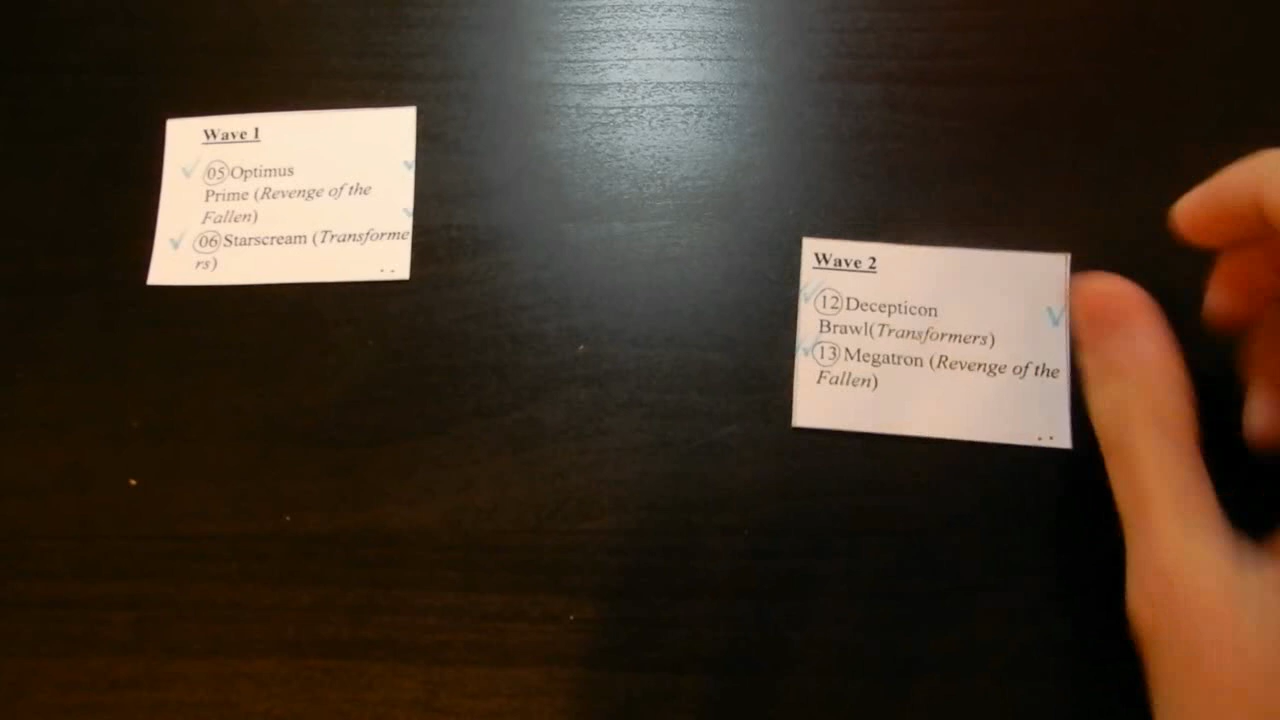 Wave 1
05 Optimus
Prime (Revenge of the
Fallen)
06 Starscream (Transforme
rs)
Wave 2
12 Decepticon
Brawl(Transformers)
13 Megatron (Revenge of the
Fallen)